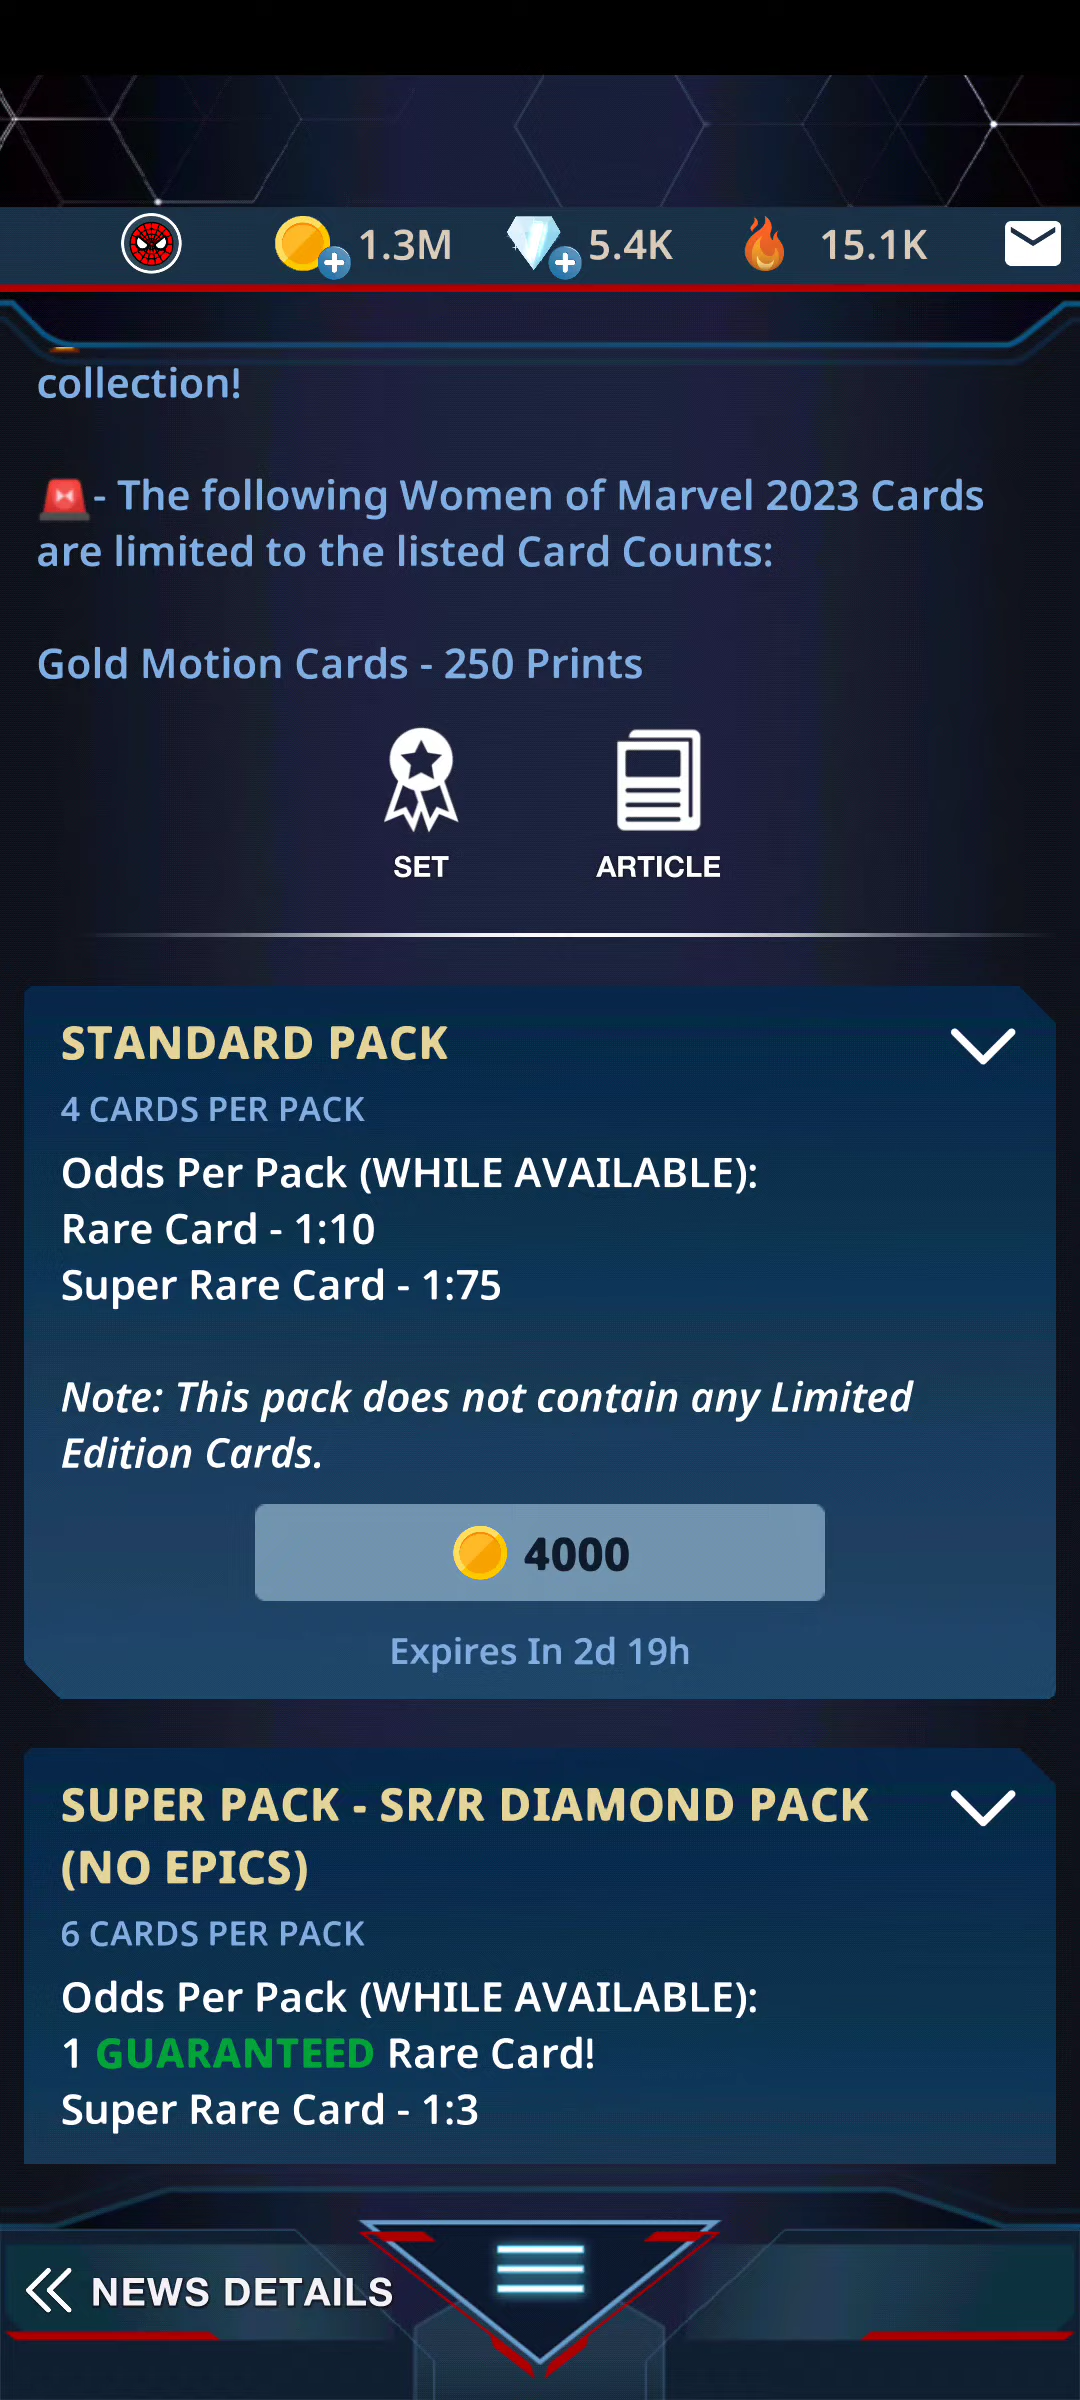 1.3M 5.4K 15.1K
collection!
🚨- The following Women of Marvel 2023 Cards
are limited to the listed Card Counts:
Gold Motion Cards - 250 Prints
SET ARTICLE
STANDARD PACK
4 CARDS PER PACK
Odds Per Pack (WHILE AVAILABLE):
Rare Card - 1:10
Super Rare Card - 1:75
Note: This pack does not contain any Limited
Edition Cards.
4000
Expires In 2d 19h
SUPER PACK - SR/R DIAMOND PACK
(NO EPICS)
6 CARDS PER PACK
Odds Per Pack (WHILE AVAILABLE):
1 GUARANTEED Rare Card!
Super Rare Card - 1:3
NEWS DETAILS